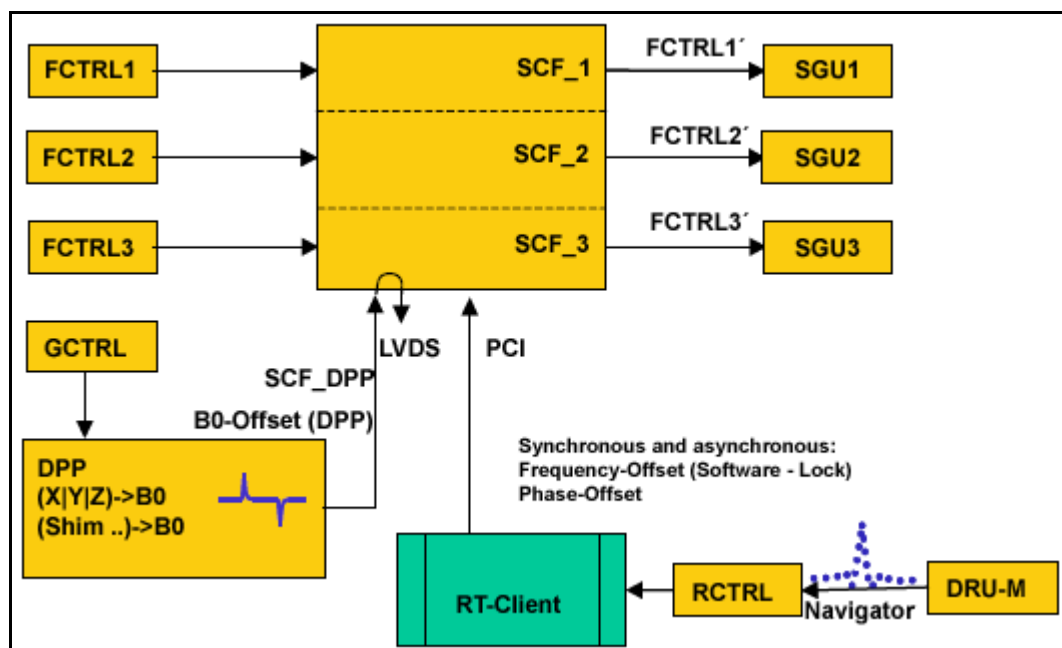 FCTRL1
SCF_1
FCTRL1´
SGU1
FCTRL2
SCF_2
FCTRL2´
SGU2
FCTRL3
SCF_3
FCTRL3´
SGU3
GCTRL
LVDS
PCI
SCF_DPP
B0-Offset (DPP)
DPP
(X|Y|Z)->B0
(Shim ..)->B0
Synchronous and asynchronous:
Frequency-Offset (Software - Lock)
Phase-Offset
RT-Client
RCTRL
Navigator
DRU-M